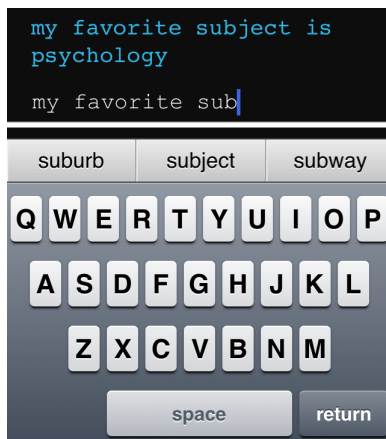 my favorite subject is
psychology
my favorite sub
suburb subject subway
Q W E R T Y U I O P
A S D F G H J K L
Z X C V B N M
space return